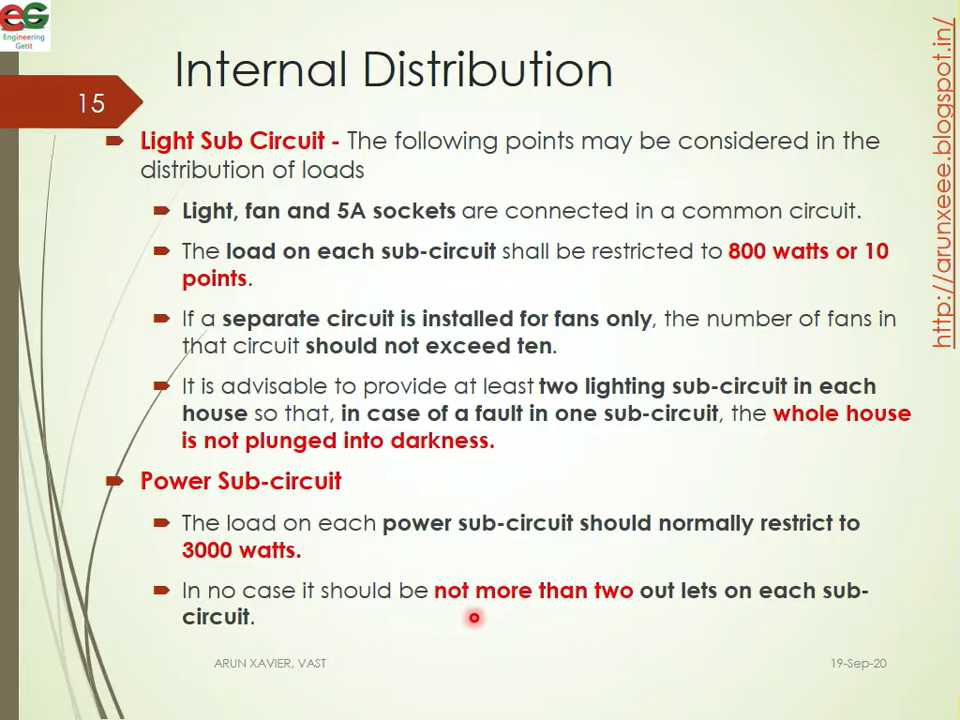 EG
Engineering
Getit
Internal Distribution
15
Light Sub Circuit - The following points may be considered in the
distribution of loads
Light, fan and 5A sockets are connected in a common circuit.
The load on each sub-circuit shall be restricted to 800 watts or 10
points.
If a separate circuit is installed for fans only, the number of fans in
that circuit should not exceed ten.
It is advisable to provide at least two lighting sub-circuit in each
house so that, in case of a fault in one sub-circuit, the whole house
is not plunged into darkness.
Power Sub-circuit
The load on each power sub-circuit should normally restrict to
3000 watts.
In no case it should be not more than two out lets on each sub-
circuit.
ARUN XAVIER, VAST
19-Sep-20
http://arunxeee.blogspot.in/